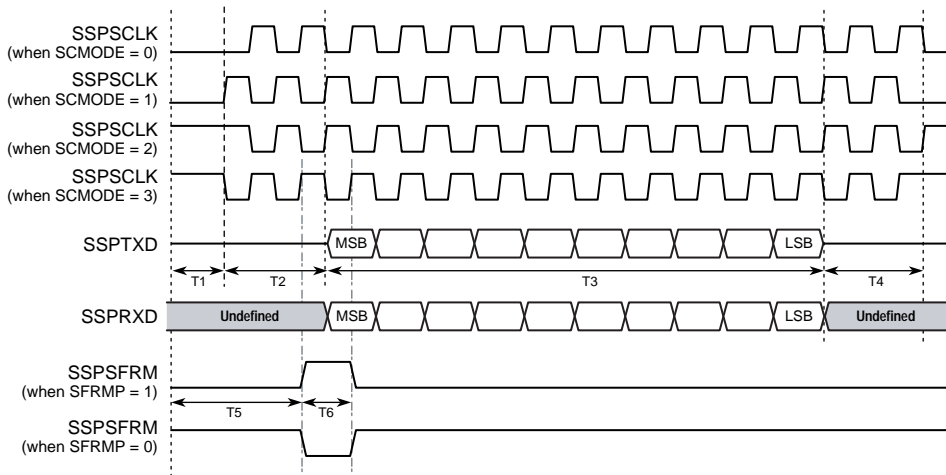 SSPSCLK
(when SCMODE = 0)
SSPSCLK
(when SCMODE = 1)
SSPSCLK
(when SCMODE = 2)
SSPSCLK
(when SCMODE = 3)
SSPTXD
MSB
LSB
T1
T2
T3
T4
SSPRXD
Undefined
MSB
LSB
Undefined
SSPSFRM
(when SFRMP = 1)
T5
T6
SSPSFRM
(when SFRMP = 0)